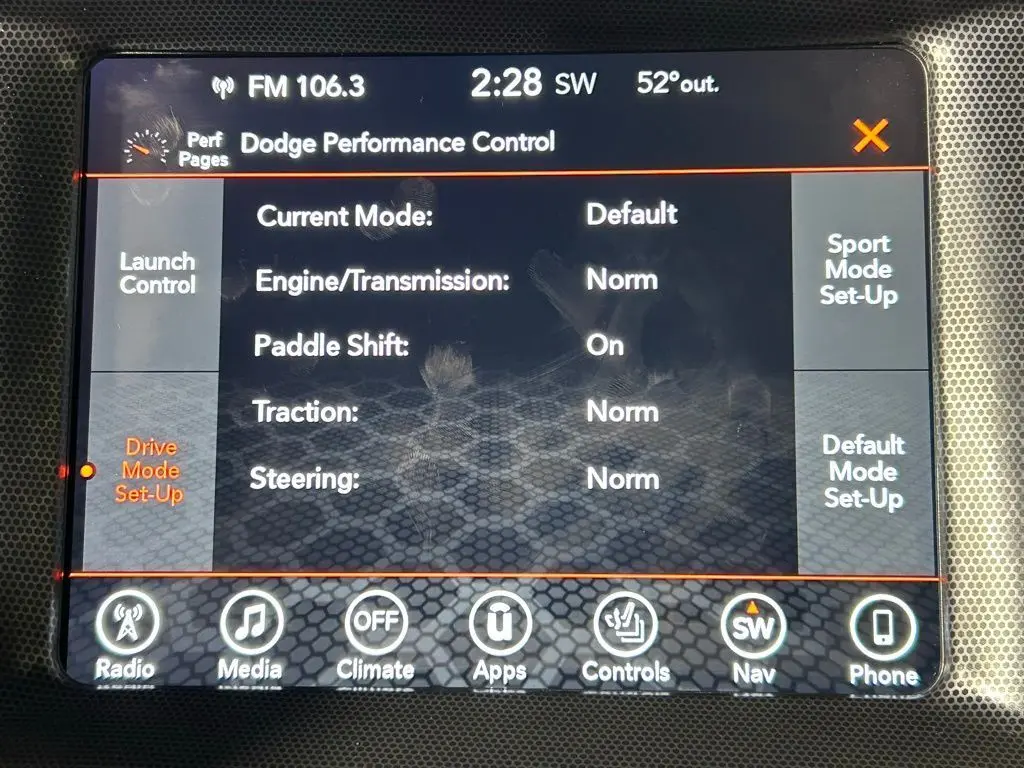 FM 106.3 2:28 SW 52°out.
Perf
Pages
Dodge Performance Control
Launch
Control
Drive
Mode
Set-Up
Current Mode: Default
Engine/Transmission: Norm
Paddle Shift: On
Traction: Norm
Steering: Norm
Sport
Mode
Set-Up
Default
Mode
Set-Up
OFF u SW
Radio Media Climate Apps Controls Nav Phone